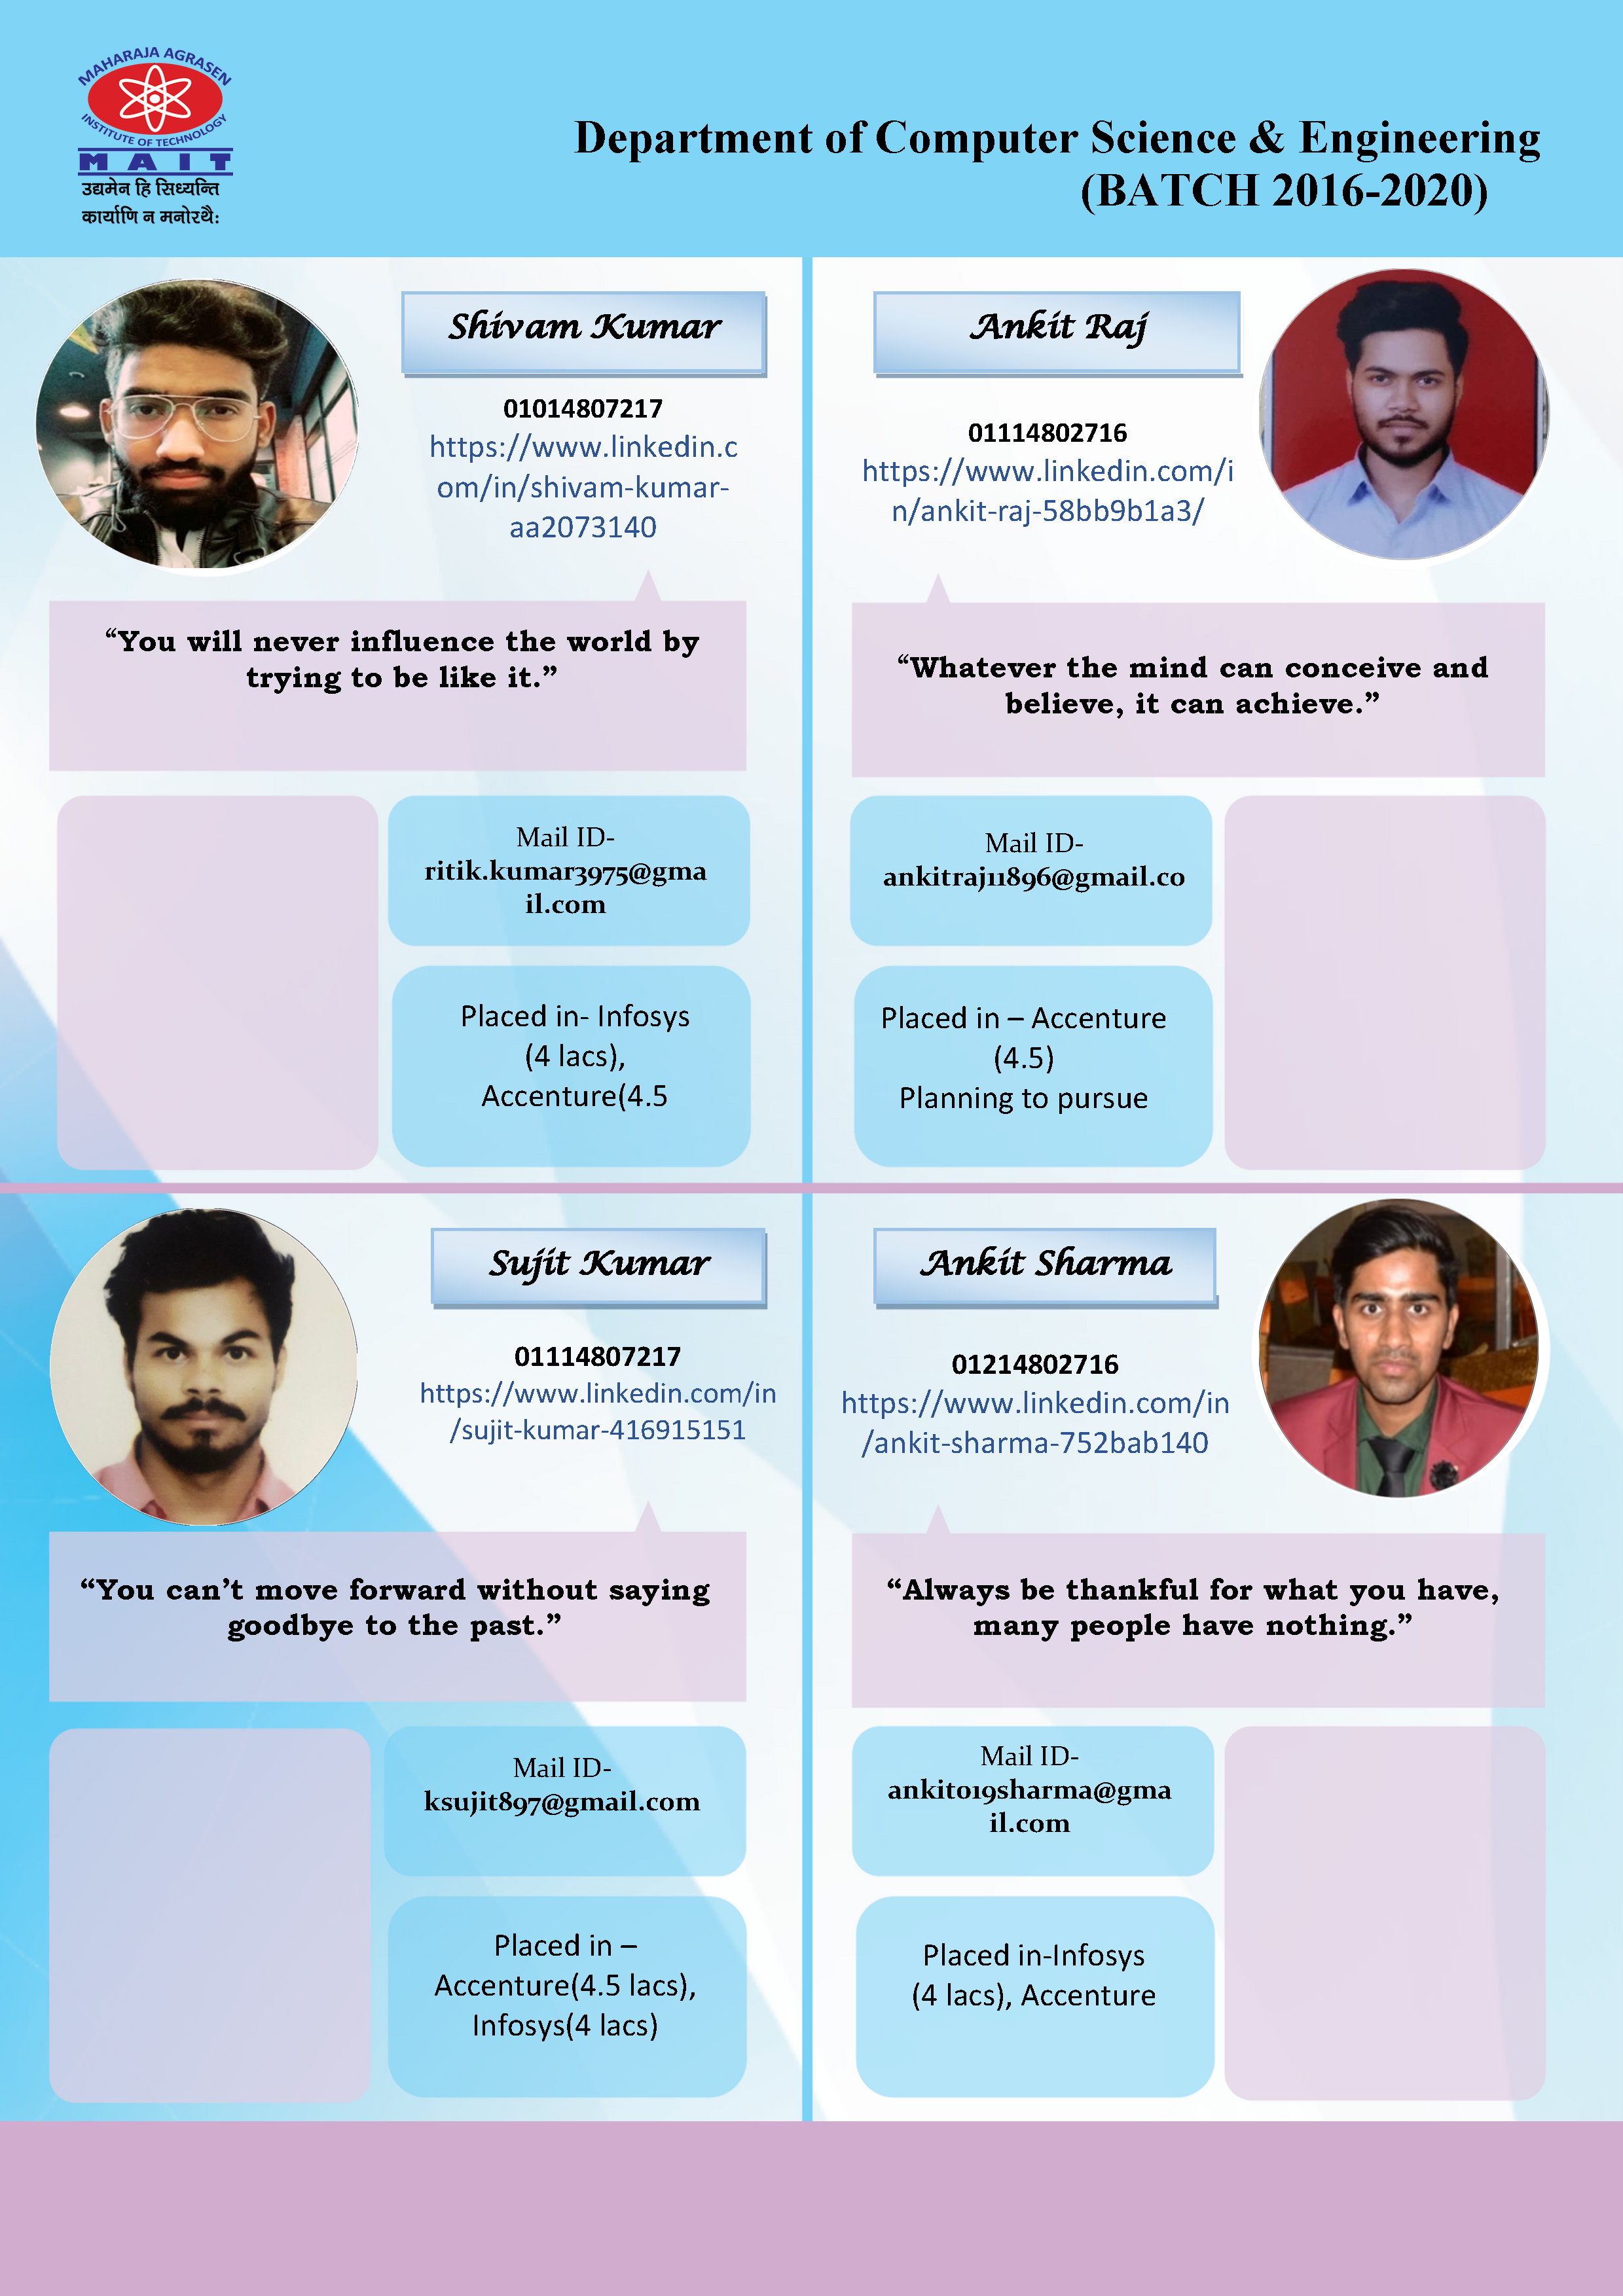 MAHARAJA AGRASEN
INSTITUTE OF TECHNOLOGY
MAIT
उद्यमेन हि सिध्यन्ति
कार्याणि न मनोरथै:
Department of Computer Science & Engineering
(BATCH 2016-2020)
Shivam Kumar
01014807217
https://www.linkedin.c
om/in/shivam-kumar-
aa2073140
“You will never influence the world by
trying to be like it.”
Mail ID-
ritik.kumar3975@gma
il.com
Placed in- Infosys
(4 lacs),
Accenture(4.5
Ankit Raj
01114802716
https://www.linkedin.com/i
n/ankit-raj-58bb9b1a3/
“Whatever the mind can conceive and
believe, it can achieve.”
Mail ID-
ankitraj11896@gmail.co
Placed in – Accenture
(4.5)
Planning to pursue
Sujit Kumar
01114807217
https://www.linkedin.com/in
/sujit-kumar-416915151
“You can’t move forward without saying
goodbye to the past.”
Mail ID-
ksujit897@gmail.com
Placed in –
Accenture(4.5 lacs),
Infosys(4 lacs)
Ankit Sharma
01214802716
https://www.linkedin.com/in
/ankit-sharma-752bab140
“Always be thankful for what you have,
many people have nothing.”
Mail ID-
ankit019sharma@gma
il.com
Placed in-Infosys
(4 lacs), Accenture